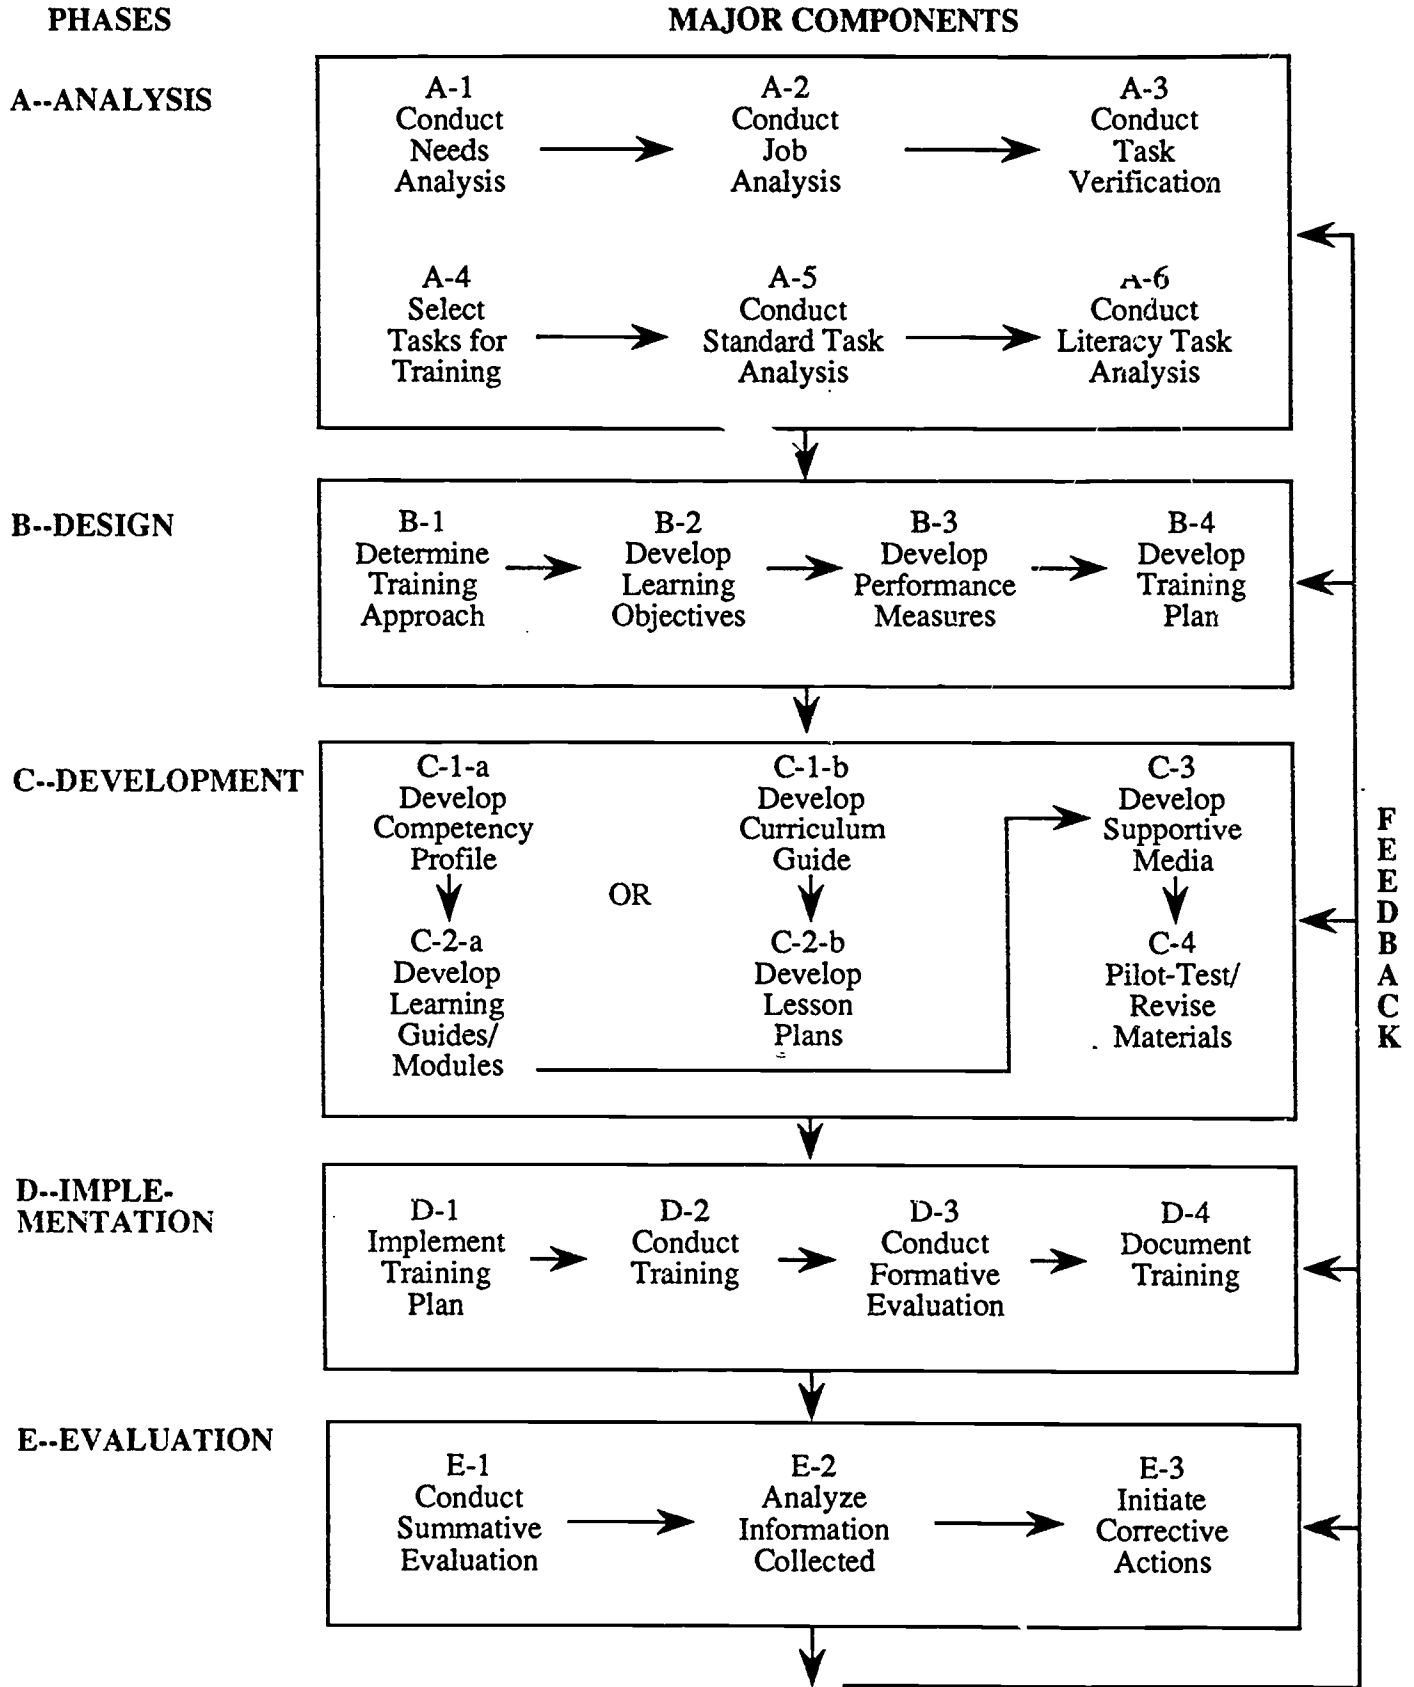 PHASES
MAJOR COMPONENTS
A--ANALYSIS
A-1
Conduct
Needs
Analysis
A-2
Conduct
Job
Analysis
A-3
Conduct
Task
Verification
A-4
Select
Tasks for
Training
A-5
Conduct
Standard Task
Analysis
A-6
Conduct
Literacy Task
Analysis
B--DESIGN
B-1
Determine
Training
Approach
B-2
Develop
Learning
Objectives
B-3
Develop
Performance
Measures
B-4
Develop
Training
Plan
C--DEVELOPMENT
C-1-a
Develop
Competency
Profile
C-2-a
Develop
Learning
Guides/
Modules
OR
C-1-b
Develop
Curriculum
Guide
C-2-b
Develop
Lesson
Plans
C-3
Develop
Supportive
Media
C-4
Pilot-Test/
Revise
Materials
D--IMPLE-
MENTATION
D-1
Implement
Training
Plan
D-2
Conduct
Training
D-3
Conduct
Formative
Evaluation
D-4
Document
Training
E--EVALUATION
E-1
Conduct
Summative
Evaluation
E-2
Analyze
Information
Collected
E-3
Initiate
Corrective
Actions
FEEDBACK